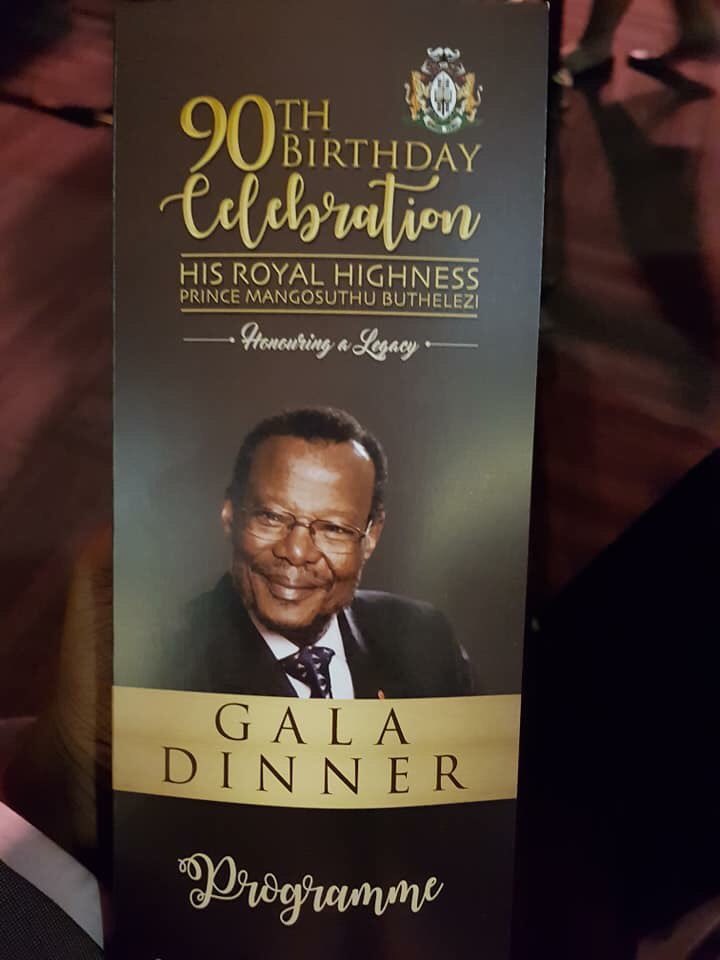 90TH
BIRTHDAY
Celebration
HIS ROYAL HIGHNESS
PRINCE MANGOSUTHU BUTHELEZI
Honouring a Legacy
GALA
DINNER
Programme